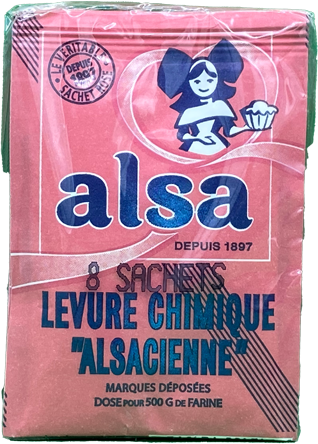 LE VÉRITABLE
DEPUIS
1897
SACHET ROSE
alsa
DEPUIS 1897
8 SACHETS
LEVURE CHIMIQUE
"ALSACIENNE"
MARQUES DÉPOSÉES
DOSE POUR 500 G DE FARINE